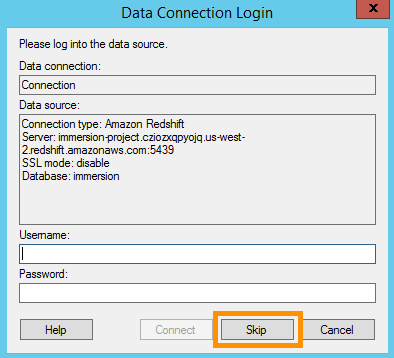 Data Connection Login
x
Please log into the data source.
Data connection:
Connection
Data source:
Connection type: Amazon Redshift
Server: immersion-project.cziozxqpyojq.us-west-
2.redshift.amazonaws.com:5439
SSL mode: disable
Database: immersion
Username:
Password:
Help Connect Skip Cancel